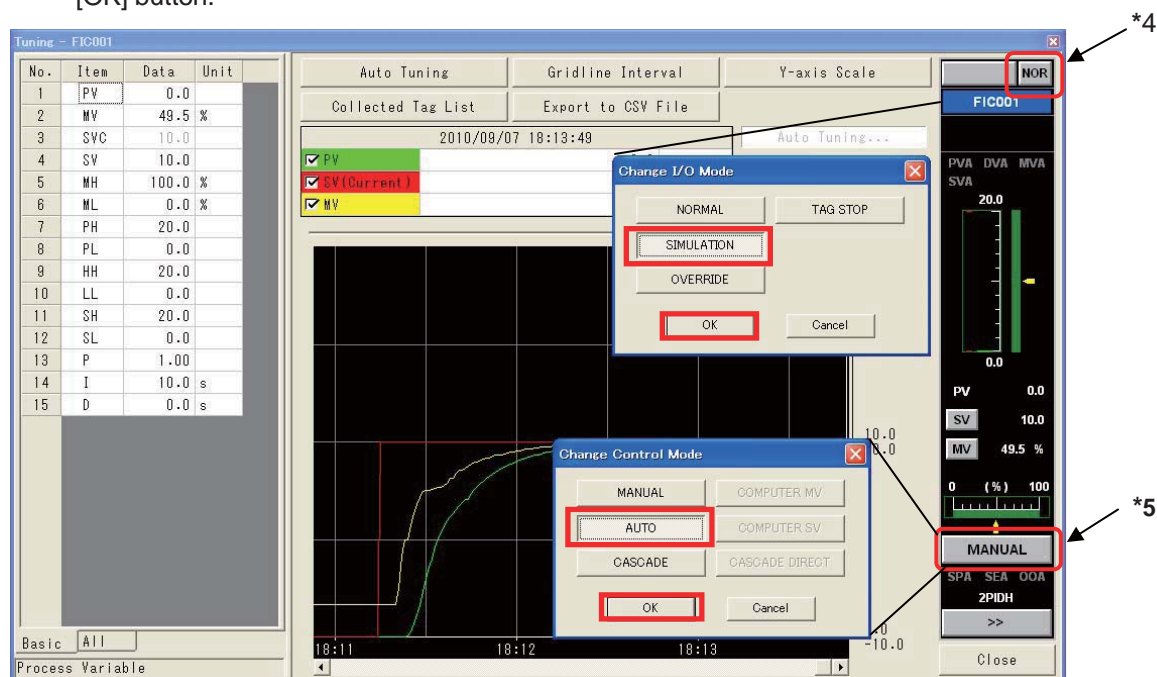 [OK] button.
*4
Tuning - FIC001
No. Item Data Unit
1 PV 0.0
2 MV 49.5 %
3 SVC 10.0
4 SV 10.0
5 MH 100.0 %
6 ML 0.0 %
7 PH 20.0
8 PL 0.0
9 HH 20.0
10 LL 0.0
11 SH 20.0
12 SL 0.0
13 P 1.00
14 I 10.0 s
15 D 0.0 s
Basic All
Process Variable
Auto Tuning Gridline Interval Y-axis Scale
Collected Tag List Export to CSV File
2010/09/07 18:13:49 Auto Tuning...
PV
SV(Current)
MV
Change I/O Mode
NORMAL TAG STOP
SIMULATION
OVERRIDE
OK Cancel
10.0
Change Control Mode
MANUAL COMPUTER MV
AUTO COMPUTER SV
CASCADE CASCADE DIRECT
OK Cancel
-10.0
18:11 18:12 18:13
NOR
FIC001
PVA DVA MVA
SVA
20.0
0.0
PV 0.0
SV 10.0
MV 49.5 %
0 (%) 100
*5
MANUAL
SPA SEA OOA
2PIDH
>>
Close